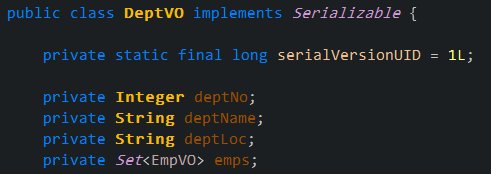 public class DeptVO implements Serializable {
private static final long serialVersionUID = 1L;
private Integer deptNo;
private String deptName;
private String deptLoc;
private Set<EmpVO> emps;